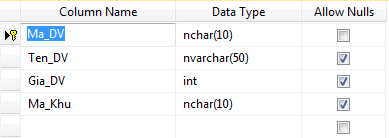 Column Name Data Type Allow Nulls
Ma_DV nchar(10)
Ten_DV nvarchar(50)
Gia_DV int
Ma_Khu nchar(10)